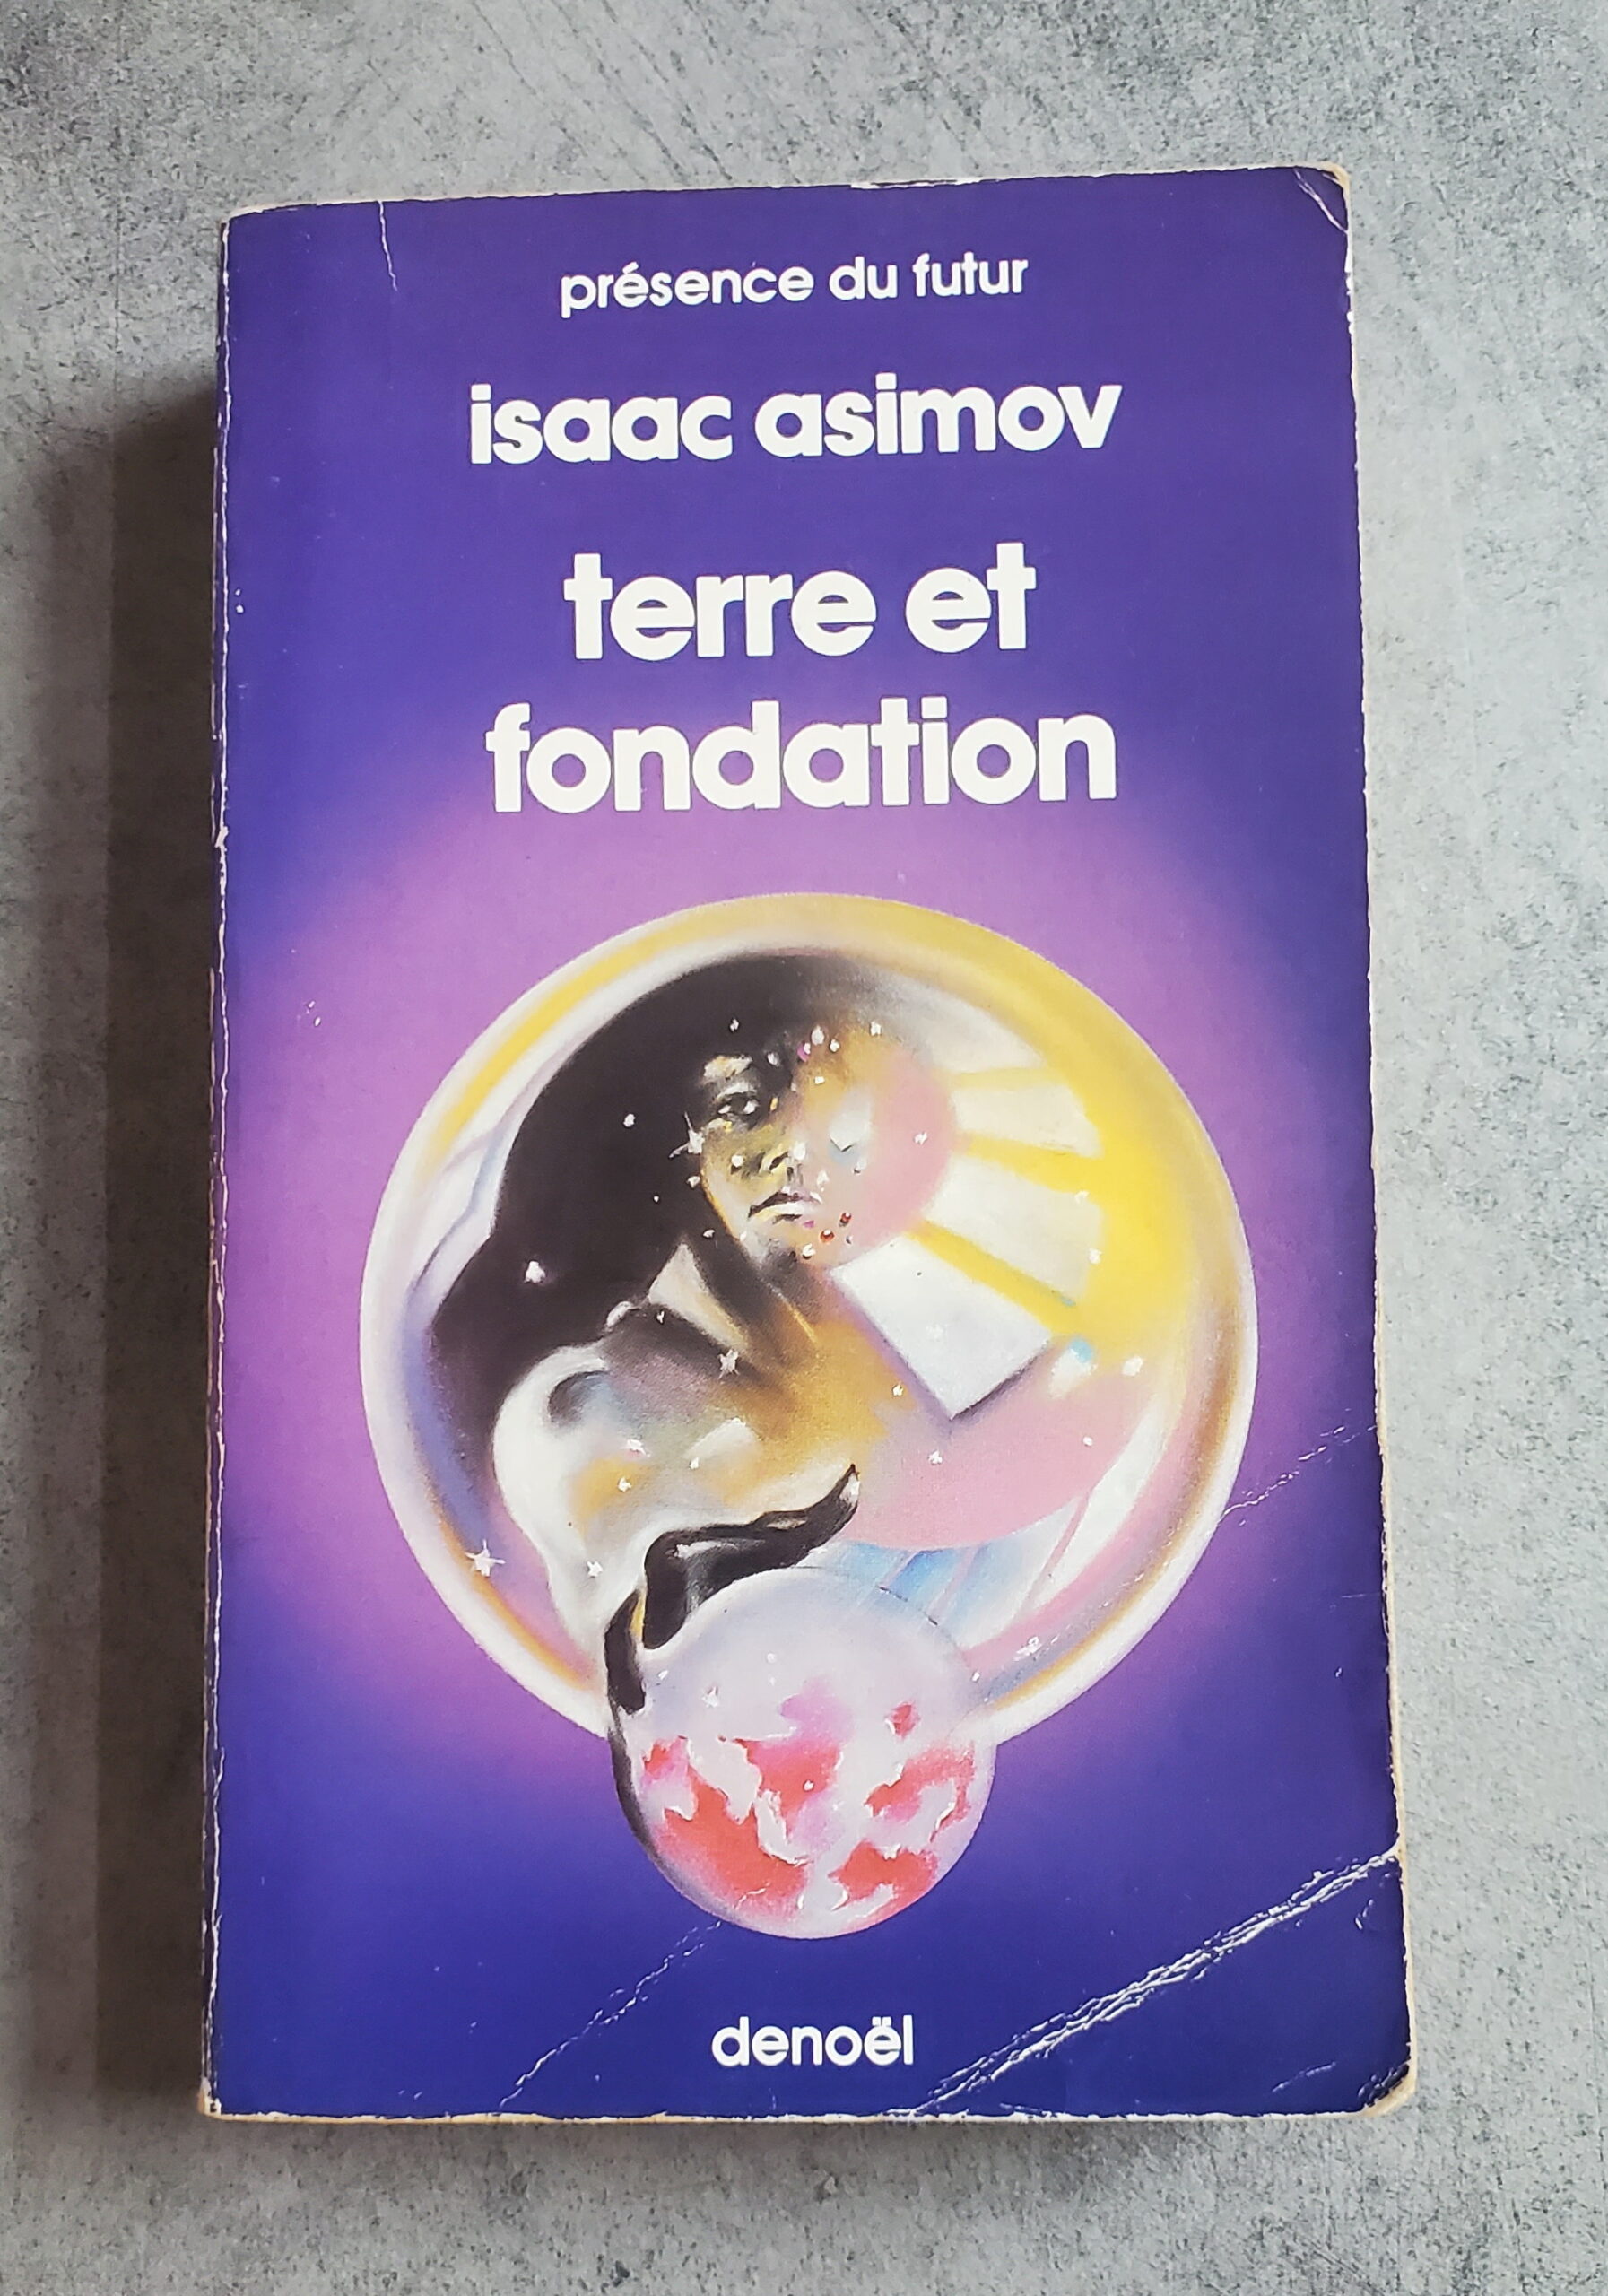 présence du futur
isaac asimov
terre et
fondation
denoël